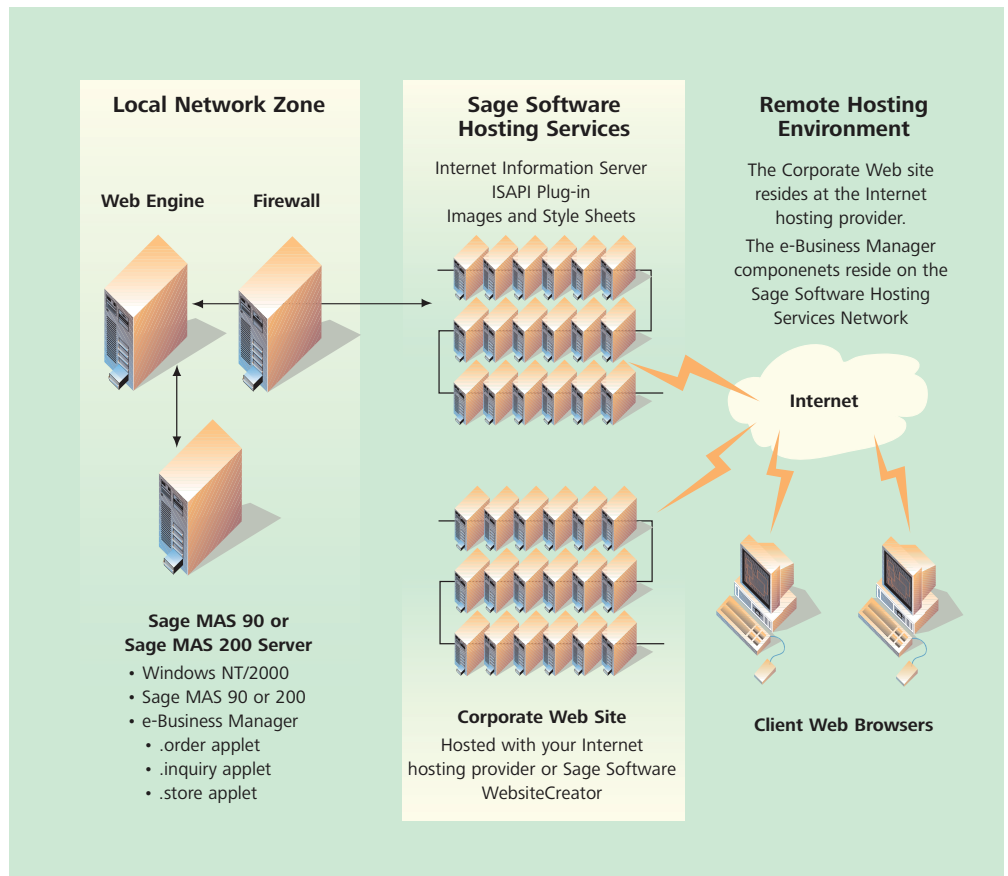 Local Network Zone
Web Engine
Firewall
Sage MAS 90 or
Sage MAS 200 Server
• Windows NT/2000
• Sage MAS 90 or 200
• e-Business Manager
• .order applet
• .inquiry applet
• .store applet
Sage Software
Hosting Services
Internet Information Server
ISAPI Plug-in
Images and Style Sheets
Corporate Web Site
Hosted with your Internet
hosting provider or Sage Software
WebsiteCreator
Remote Hosting
Environment
The Corporate Web site
resides at the Internet
hosting provider.
The e-Business Manager
componenets reside on the
Sage Software Hosting
Services Network
Internet
Client Web Browsers